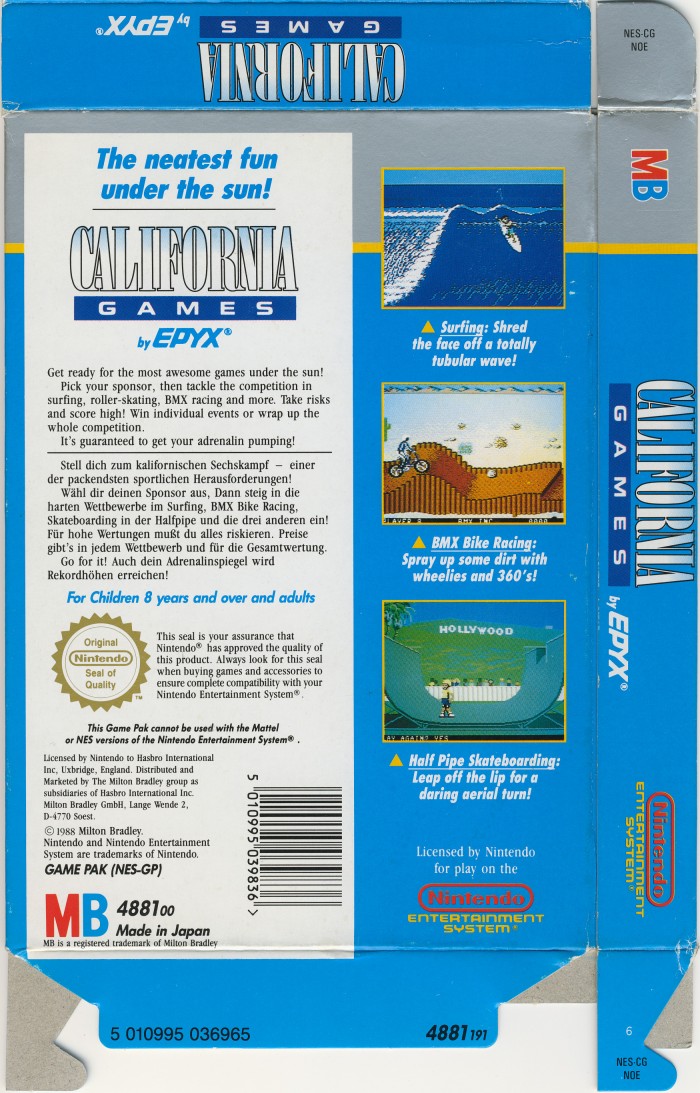 by EPYX®
CALIFORNIA
GAMES
NES-CG
NOE
The neatest fun
under the sun!
CALIFORNIA
GAMES
by EPYX®
Get ready for the most awesome games under the sun!
Pick your sponsor, then tackle the competition in
surfing, roller-skating, BMX racing and more. Take risks
and score high! Win individual events or wrap up the
whole competition.
It's guaranteed to get your adrenalin pumping!
Stell dich zum kalifornischen Sechskampf – einer
der packendsten sportlichen Herausforderungen!
Wähl dir deinen Sponsor aus, Dann steig in die
harten Wettbewerbe im Surfing, BMX Bike Racing,
Skateboarding in der Halfpipe und die drei anderen ein!
Für hohe Wertungen mußt du alles riskieren. Preise
gibt's in jedem Wettbewerb und für die Gesamtwertung.
Go for it! Auch dein Adrenalinspiegel wird
Rekordhöhen erreichen!
For Children 8 years and over and adults
Original
Nintendo
Seal of
Quality
TM
This seal is your assurance that
Nintendo® has approved the quality of
this product. Always look for this seal
when buying games and accessories to
ensure complete compatibility with your
Nintendo Entertainment System®.
This Game Pak cannot be used with the Mattel
or NES versions of the Nintendo Entertainment System®.
Licensed by Nintendo to Hasbro International
Inc, Uxbridge, England. Distributed and
Marketed by The Milton Bradley group as
subsidiaries of Hasbro International Inc.
Milton Bradley GmbH, Lange Wende 2,
D-4770 Soest.
© 1988 Milton Bradley.
Nintendo and Nintendo Entertainment
System are trademarks of Nintendo.
GAME PAK (NES-GP)
MB
488100
Made in Japan
MB is a registered trademark of Milton Bradley
5 010995 039836 >
▲ Surfing: Shred
the face off a totally
tubular wave!
BMX INC 0000
▲ BMX Bike Racing:
Spray up some dirt with
wheelies and 360's!
HOLLYWOOD
AY AGAIN? YES
▲ Half Pipe Skateboarding:
Leap off the lip for a
daring aerial turn!
Licensed by Nintendo
for play on the
Nintendo
ENTERTAINMENT
SYSTEM®
MB
CALIFORNIA
GAMES
by EPYX®
Nintendo
ENTERTAINMENT
SYSTEM®
5 010995 036965
4881191
6
NES-CG
NOE